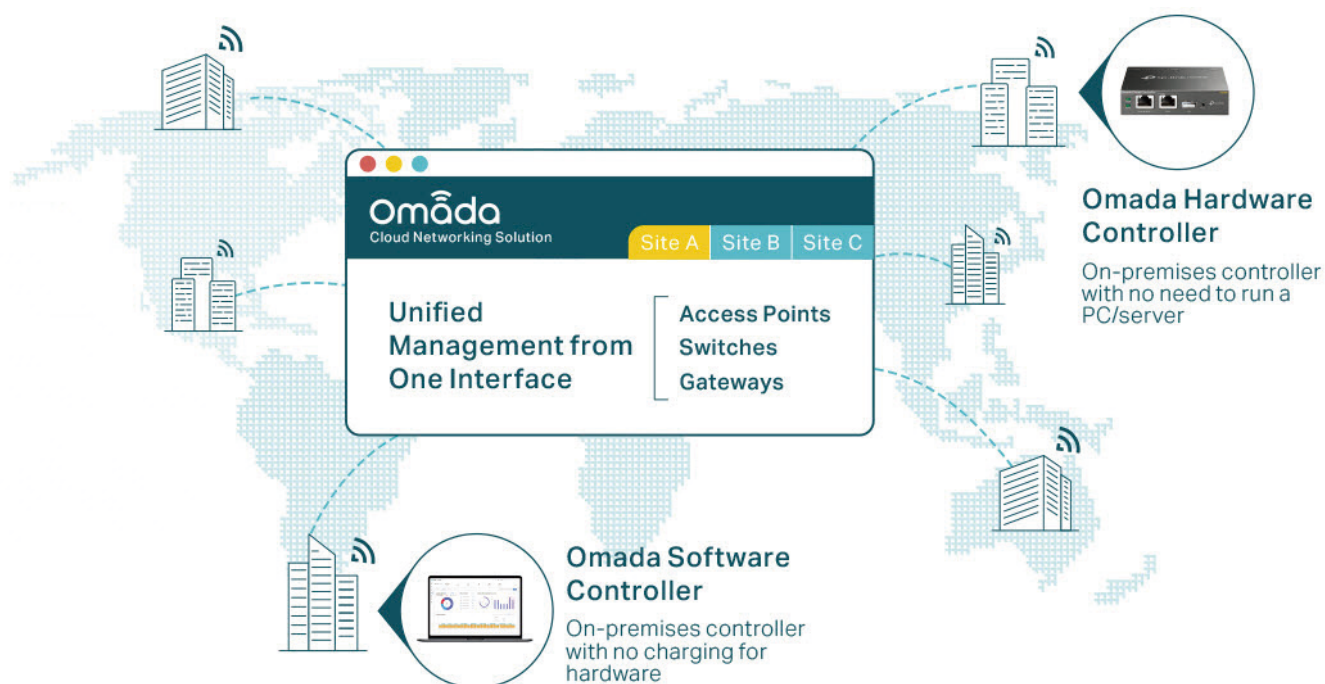 Omada
Cloud Networking Solution
Site A
Site B
Site C
Unified
Management from
One Interface
Access Points
Switches
Gateways
Omada Hardware
Controller
On-premises controller
with no need to run a
PC/server
Omada Software
Controller
On-premises controller
with no charging for
hardware